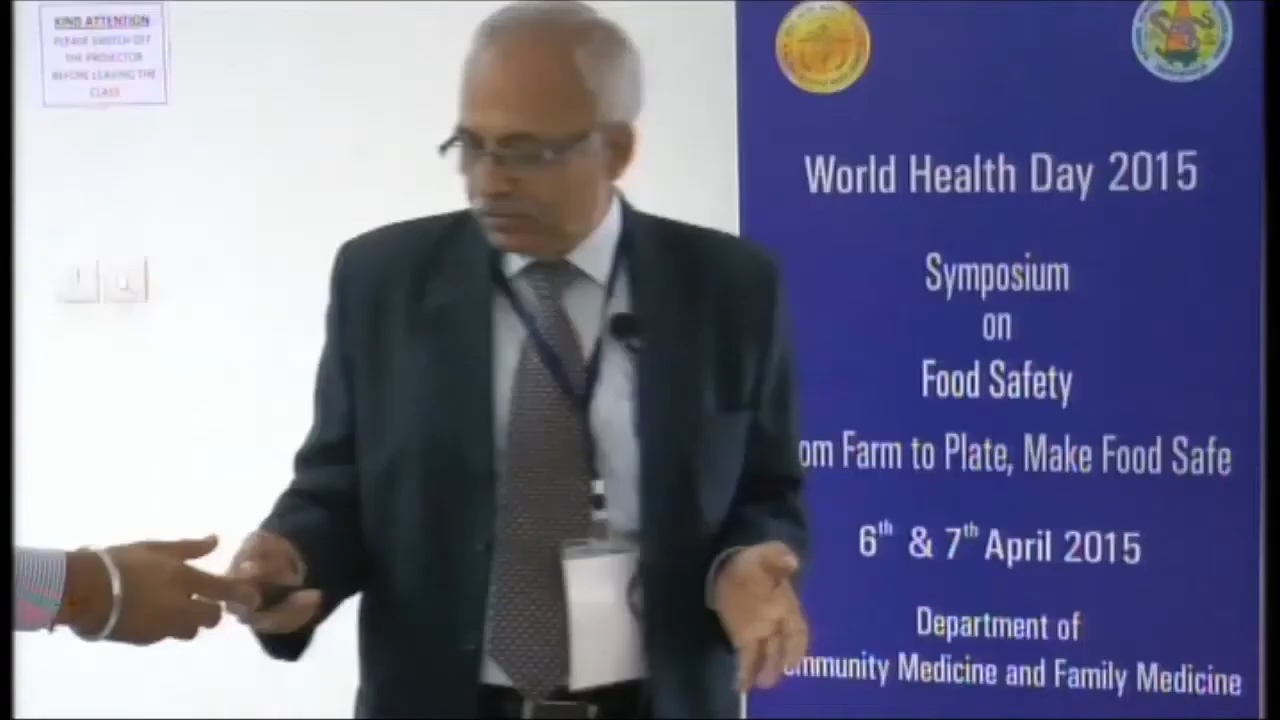 KIND ATTENTION
PLEASE SWITCH OFF
THE PROJECTOR
BEFORE LEAVING THE
CLASS
World Health Day 2015
Symposium
on
Food Safety
om Farm to Plate, Make Food Safe
6th & 7th April 2015
Department of
ommunity Medicine and Family Medicine